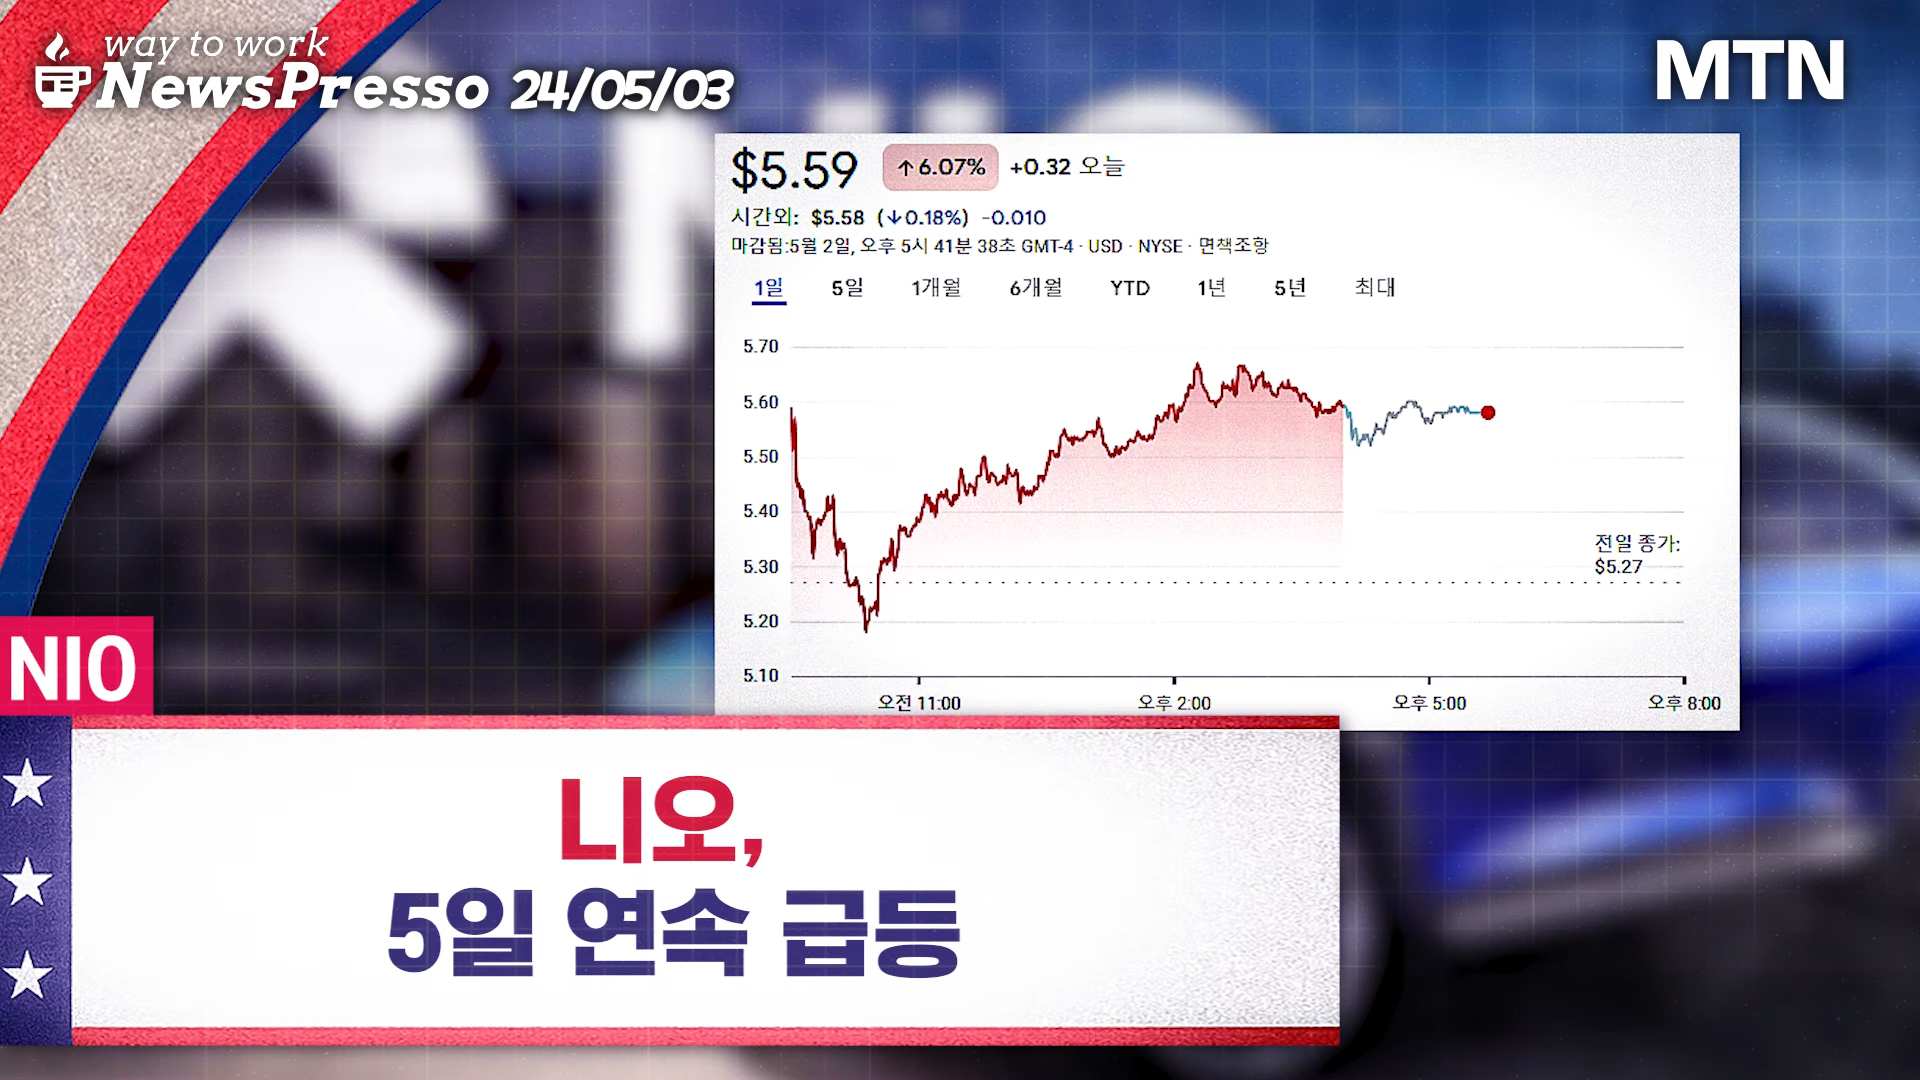 way to work
NewsPresso 24/05/03
MTN
$5.59 ↑6.07% +0.32 오늘
시간외: $5.58 (↓0.18%) -0.010
마감됨:5월 2일, 오후 5시 41분 38초 GMT-4 · USD · NYSE · 면책조항
1일 5일 1개월 6개월 YTD 1년 5년 최대
5.70
5.60
5.50
5.40
5.30
5.20
5.10
전일 종가:
$5.27
오전 11:00 오후 2:00 오후 5:00 오후 8:00
NIO
니오,
5일 연속 급등